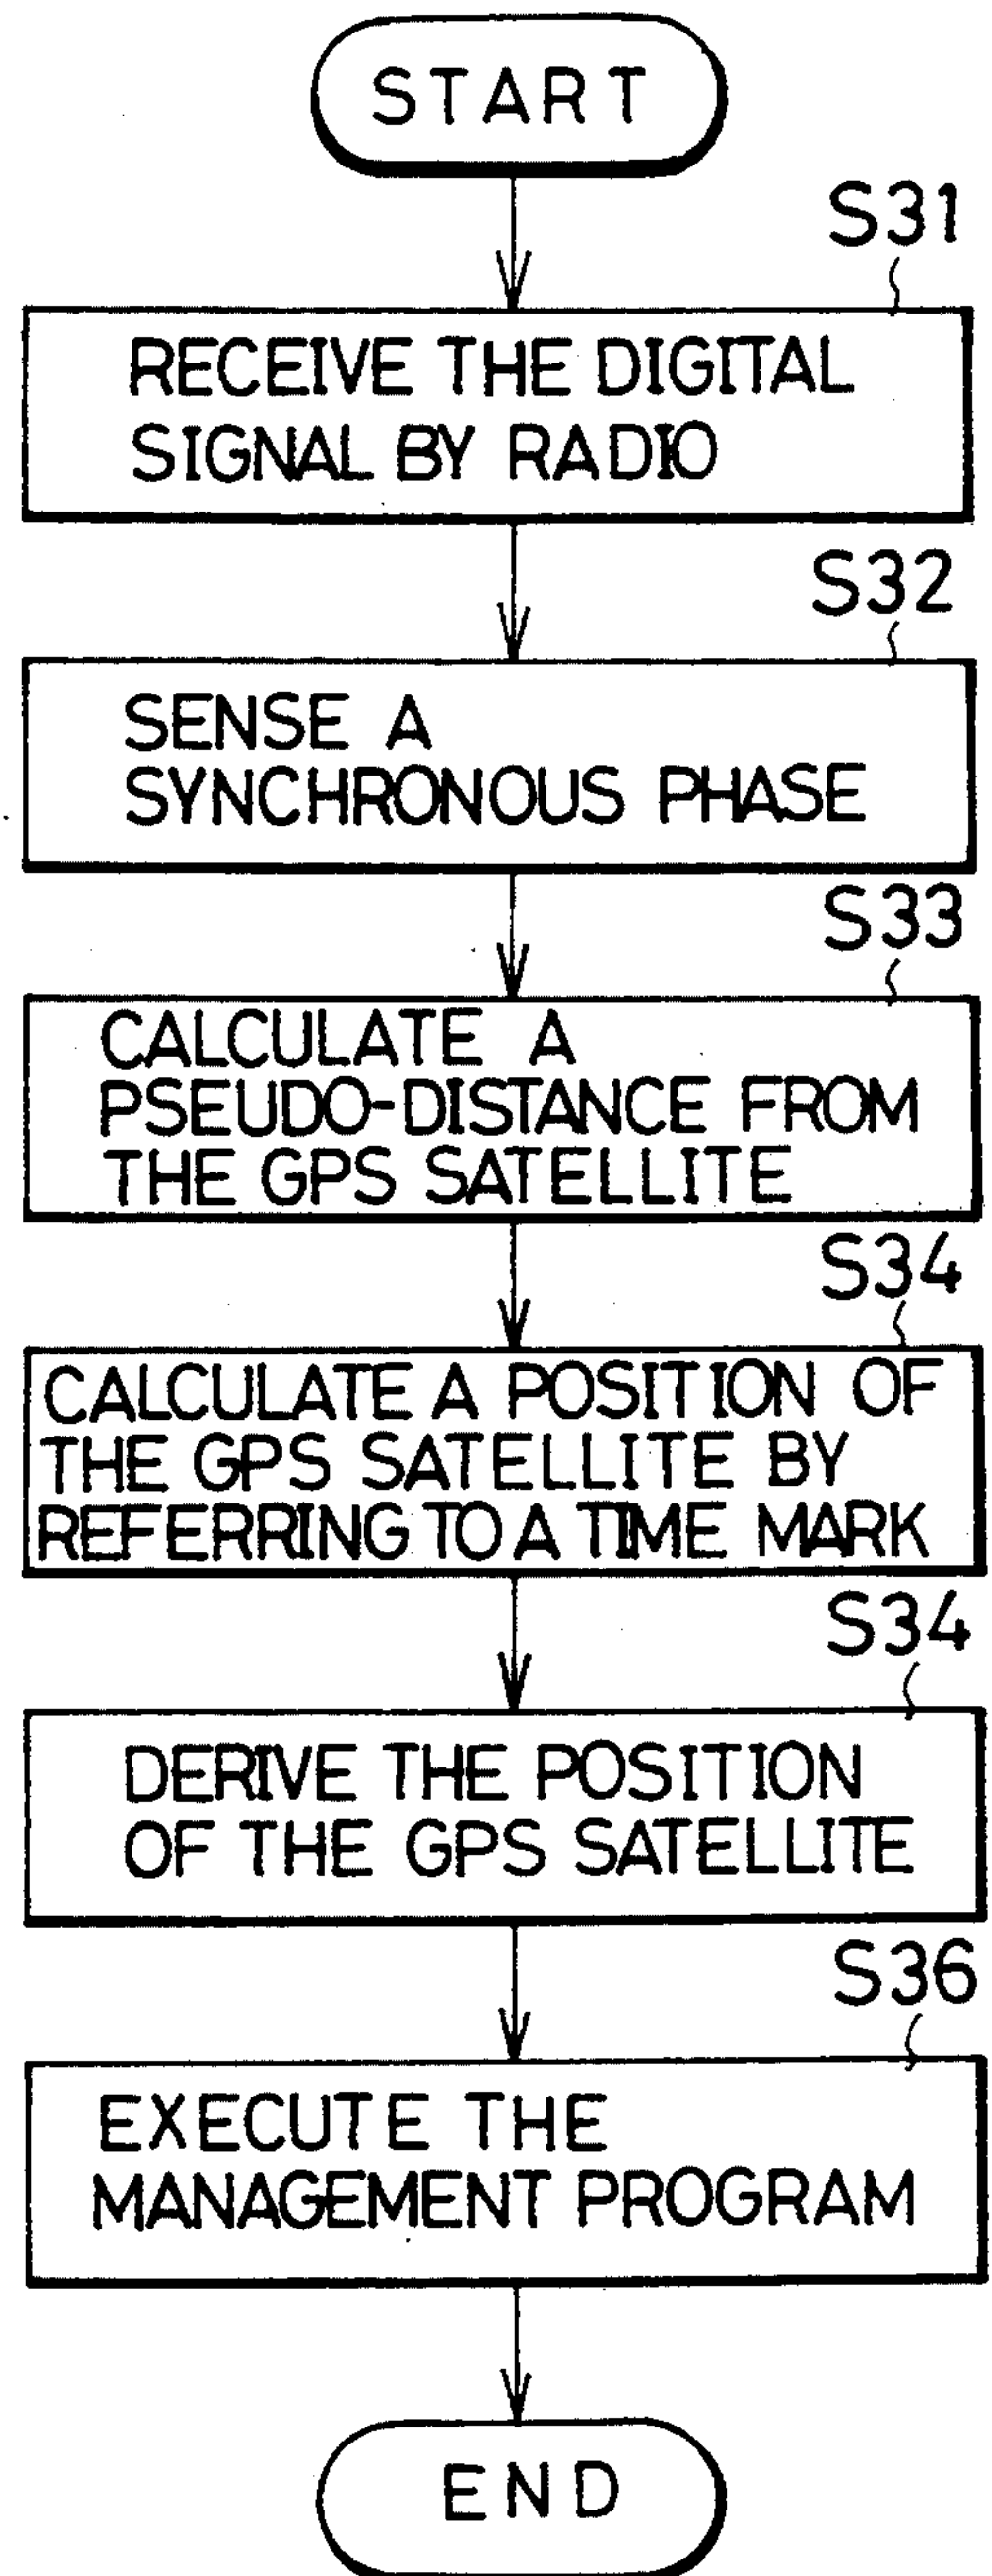 START
S31
RECEIVE THE DIGITAL
SIGNAL BY RADIO
S32
SENSE A
SYNCHRONOUS PHASE
S33
CALCULATE A
PSEUDO-DISTANCE FROM
THE GPS SATELLITE
S34
CALCULATE A POSITION OF
THE GPS SATELLITE BY
REFERRING TO A TIME MARK
S34
DERIVE THE POSITION
OF THE GPS SATELLITE
S36
EXECUTE THE
MANAGEMENT PROGRAM
END